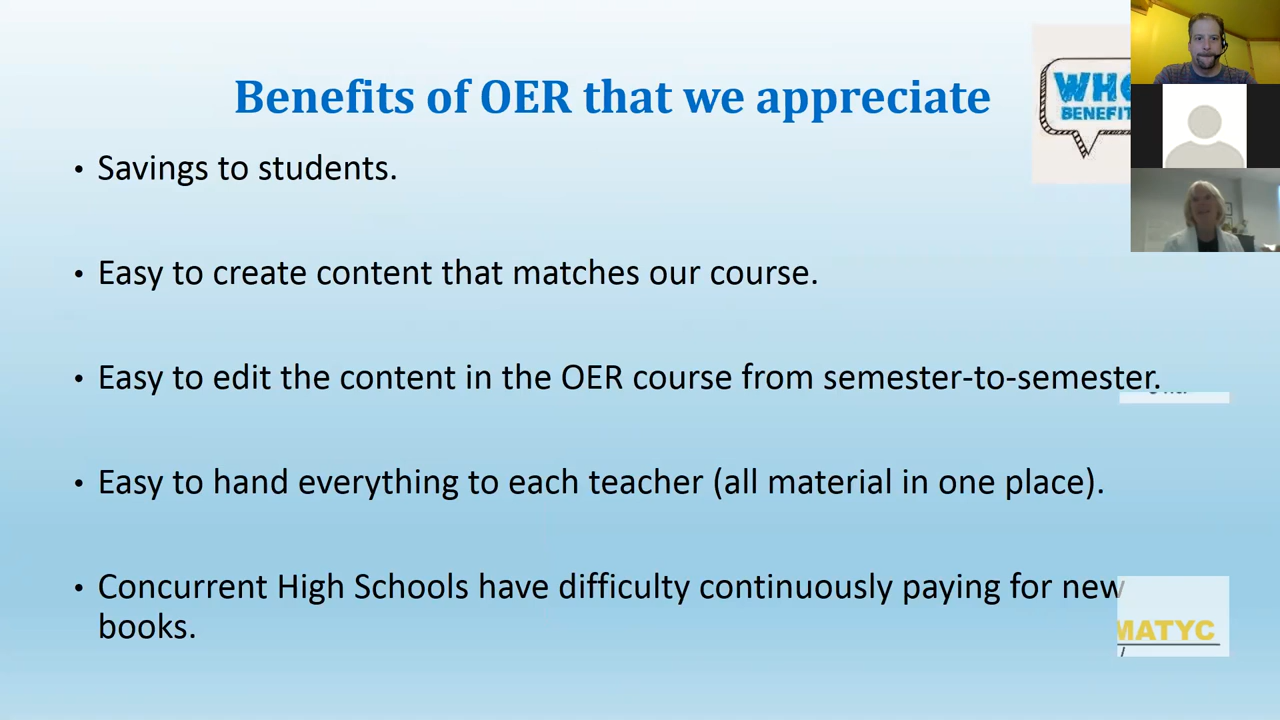 Benefits of OER that we appreciate
BENEFIT
• Savings to students.
• Easy to create content that matches our course.
• Easy to edit the content in the OER course from semester-to-semester.
• Easy to hand everything to each teacher (all material in one place).
• Concurrent High Schools have difficulty continuously paying for new
books.
MATYC